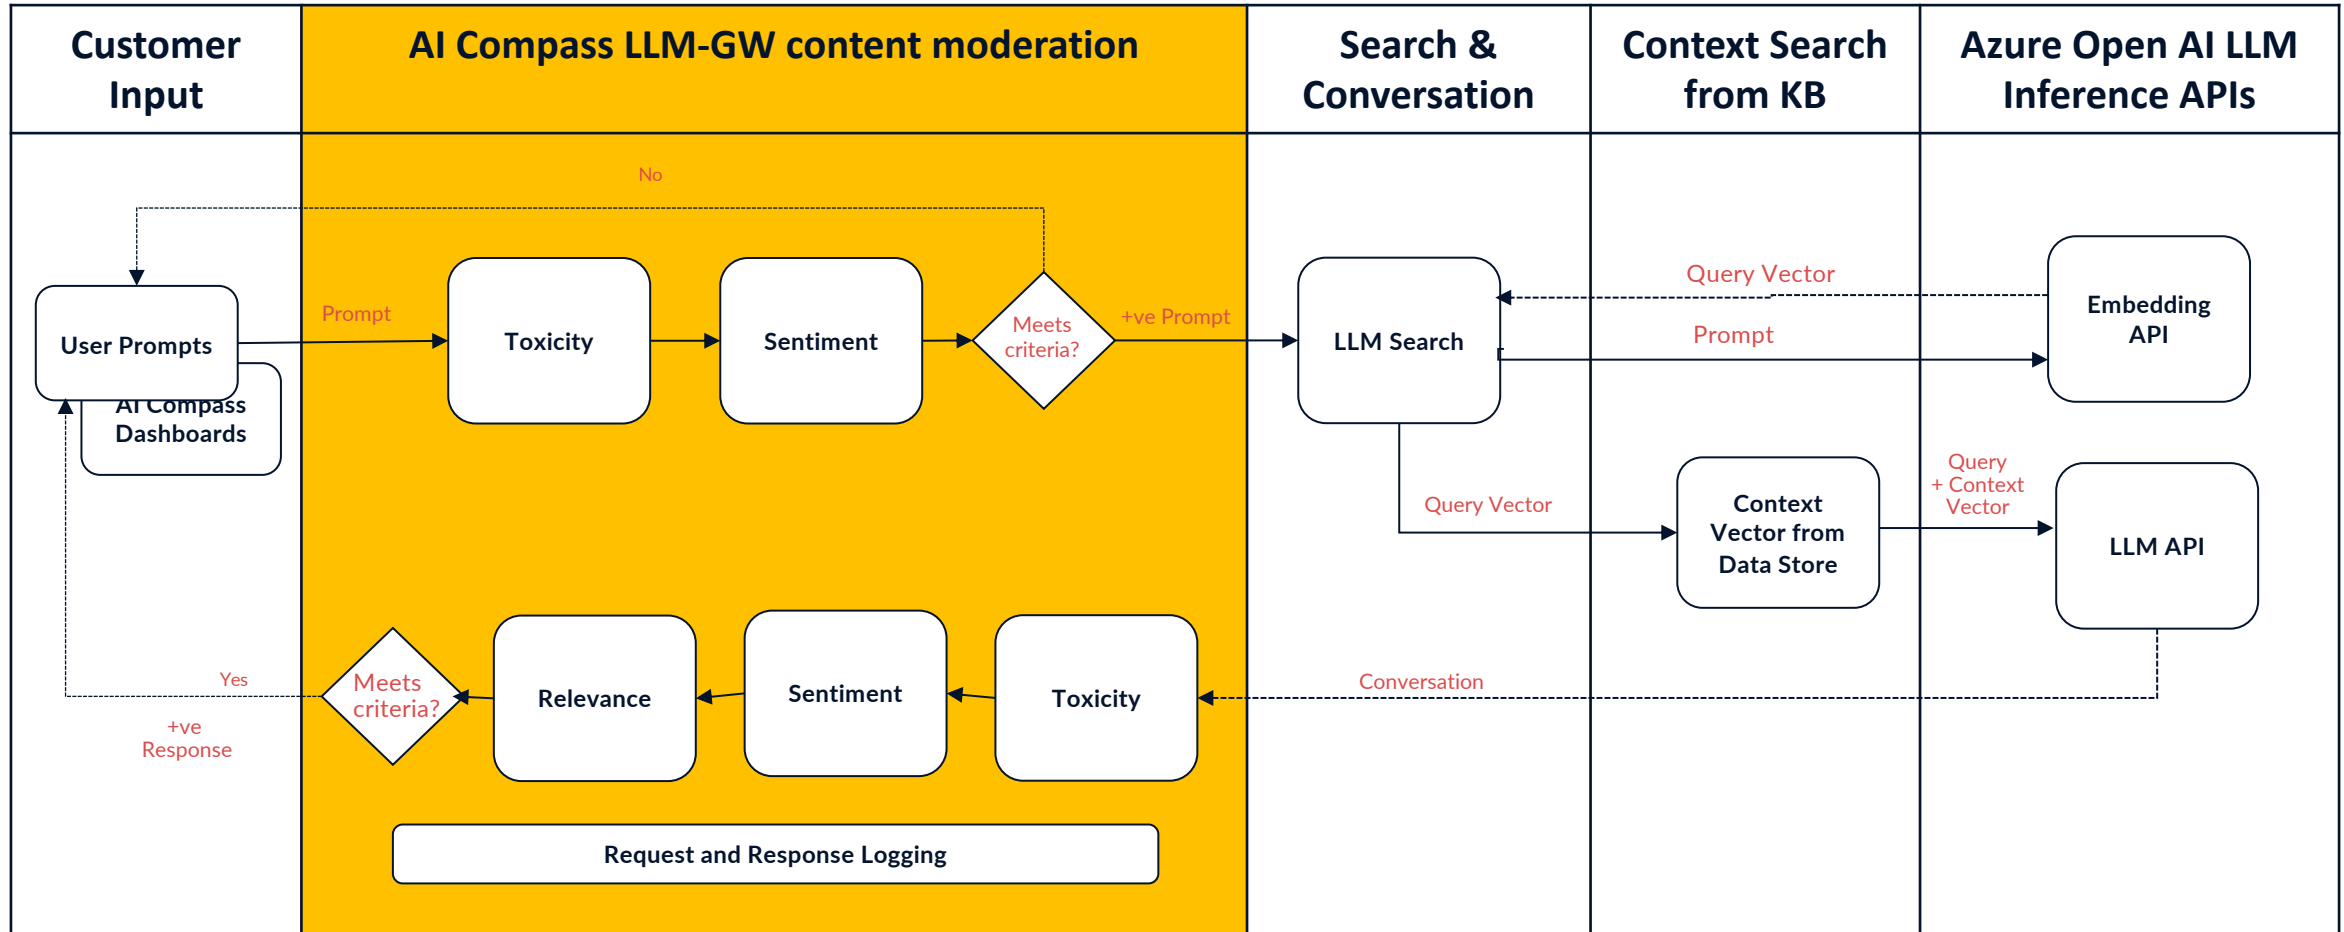 Customer
Input
AI Compass LLM-GW content moderation
Search &
Conversation
Context Search
from KB
Azure Open AI LLM
Inference APIs
No
User Prompts
AI Compass
Dashboards
Prompt
Toxicity
Sentiment
Meets
criteria?
+ve Prompt
LLM Search
Query Vector
Prompt
Embedding
API
Query Vector
Context
Vector from
Data Store
Query
+ Context
Vector
LLM API
Yes
+ve
Response
Meets
criteria?
Relevance
Sentiment
Toxicity
Conversation
Request and Response Logging